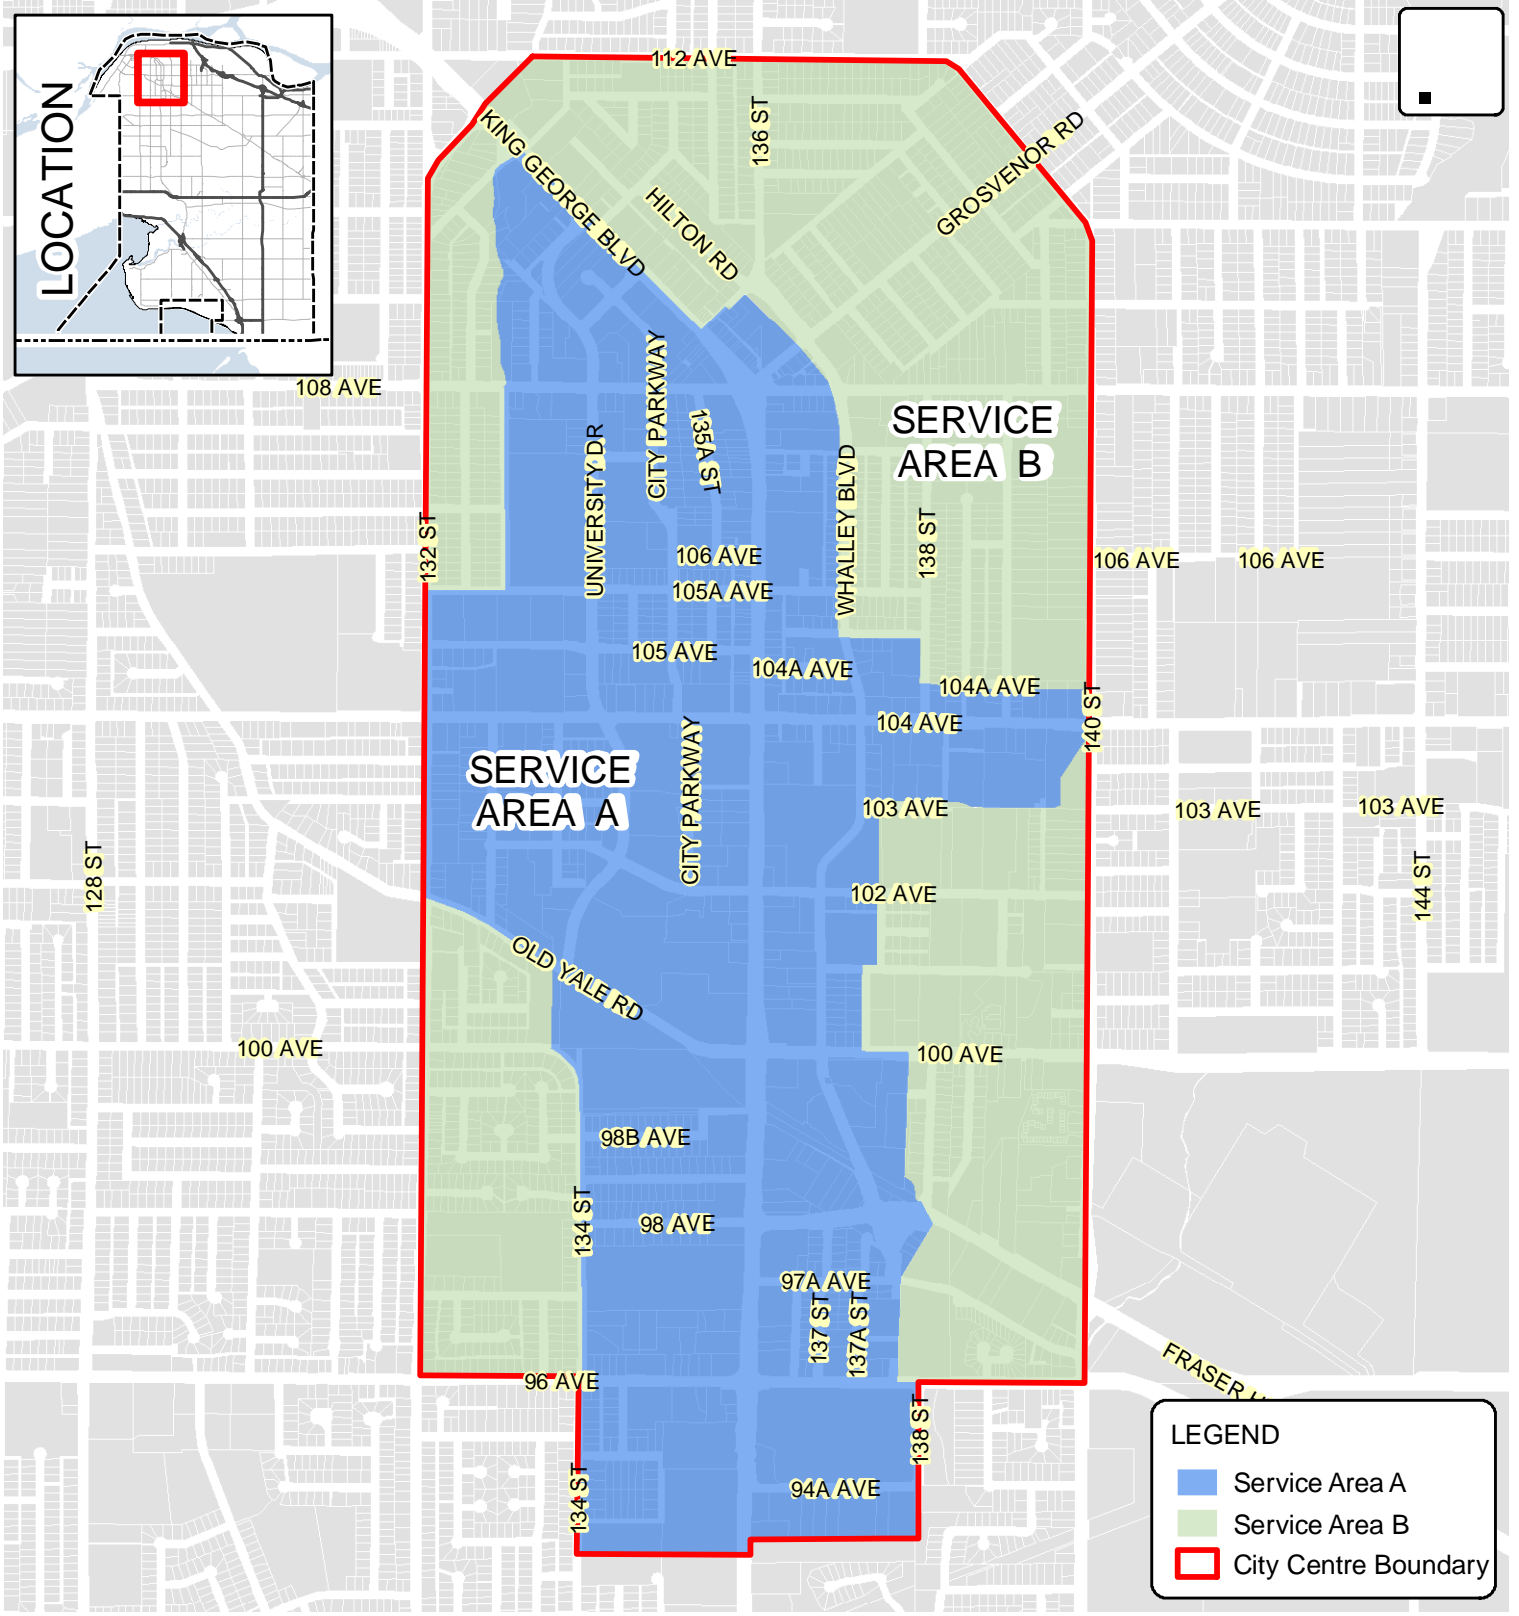 LOCATION
112 AVE
136 ST
KING GEORGE BLVD
HILTON RD
GROSVENOR RD
108 AVE
CITY PARKWAY
135A ST
UNIVERSITY DR
SERVICE
AREA B
WHALLEY BLVD
138 ST
132 ST
106 AVE
106 AVE
106 AVE
105A AVE
105 AVE
104A AVE
104A AVE
104 AVE
140 ST
SERVICE
AREA A
CITY PARKWAY
103 AVE
103 AVE
103 AVE
128 ST
102 AVE
144 ST
OLD YALE RD
100 AVE
100 AVE
98B AVE
134 ST
98 AVE
97A AVE
137 ST
137A ST
96 AVE
FRASER
138 ST
134 ST
94A AVE
LEGEND
Service Area A
Service Area B
City Centre Boundary